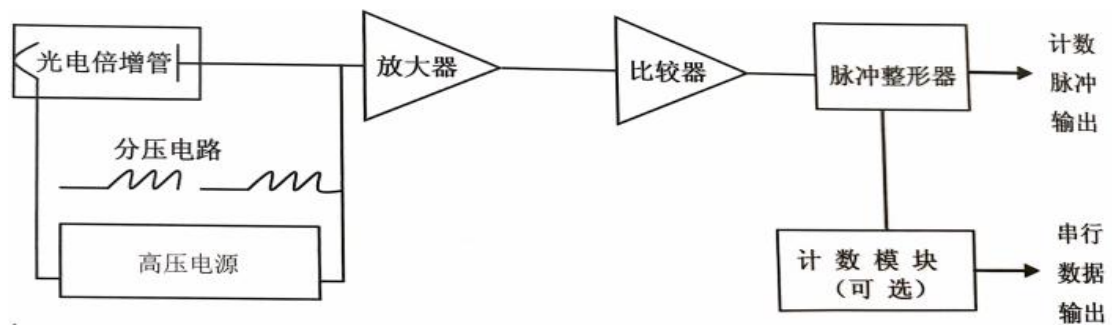 光电倍增管
放大器
比较器
脉冲整形器
计数
脉冲
输出
分压电路
高压电源
计数模块
（可选）
串行
数据
输出